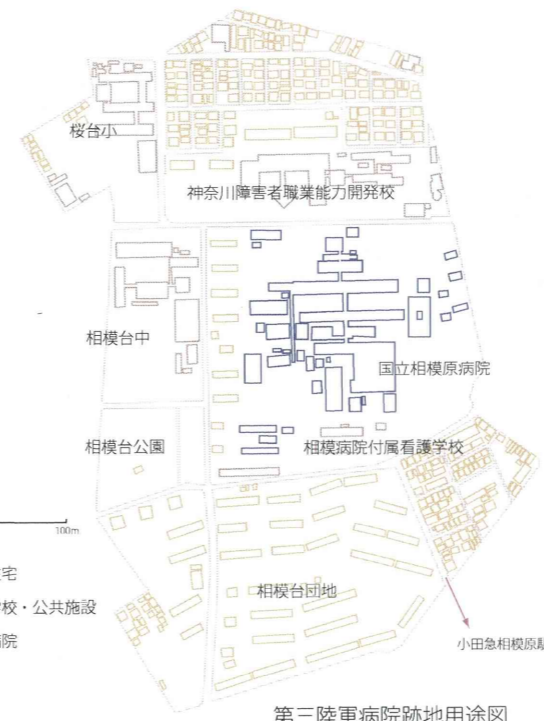 桜台小
神奈川障害者職業能力開発校
相模台中
国立相模原病院
相模台公園
相模病院付属看護学校
100m
宅
校・公共施設
院
相模台団地
小田急相模原
第三陸軍病院跡地用途図